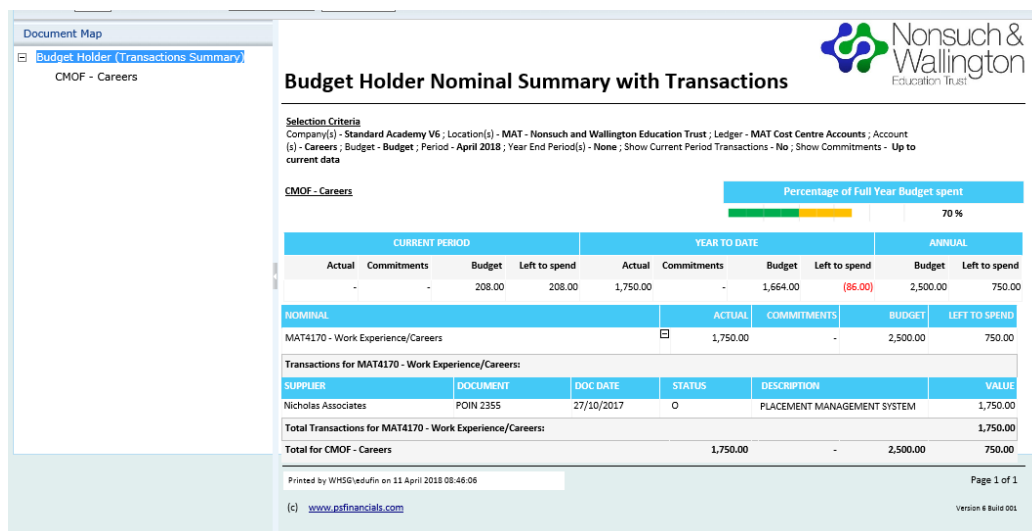 Document Map
Budget Holder (Transactions Summary)
CMOF - Careers
Nonsuch &
Wallington
Education Trust
Budget Holder Nominal Summary with Transactions
Selection Criteria
Company(s) - Standard Academy V6 ; Location(s) - MAT - Nonsuch and Wallington Education Trust ; Ledger - MAT Cost Centre Accounts ; Account
(s) - Careers ; Budget - Budget ; Period - April 2018 ; Year End Period(s) - None ; Show Current Period Transactions - No ; Show Commitments - Up to
current data
CMOF - Careers
Percentage of Full Year Budget spent
70 %
CURRENT PERIOD YEAR TO DATE ANNUAL
Actual Commitments Budget Left to spend Actual Commitments Budget Left to spend Budget Left to spend
- - 208.00 208.00 1,750.00 - 1,664.00 (86.00) 2,500.00 750.00
NOMINAL ACTUAL COMMITMENTS BUDGET LEFT TO SPEND
MAT4170 - Work Experience/Careers 1,750.00 - 2,500.00 750.00
Transactions for MAT4170 - Work Experience/Careers:
SUPPLIER DOCUMENT DOC DATE STATUS DESCRIPTION VALUE
Nicholas Associates POIN 2355 27/10/2017 O PLACEMENT MANAGEMENT SYSTEM 1,750.00
Total Transactions for MAT4170 - Work Experience/Careers: 1,750.00
Total for CMOF - Careers 1,750.00 - 2,500.00 750.00
Printed by WHSG\edufin on 11 April 2018 08:46:06 Page 1 of 1
(c) www.psfinancials.com Version 6 Build 001